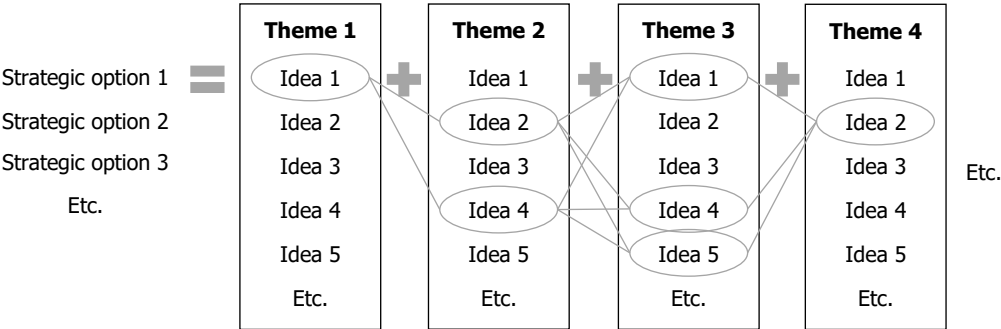 Theme 1 Theme 2 Theme 3 Theme 4
Strategic option 1 = Idea 1 + Idea 1 + Idea 1 + Idea 1
Strategic option 2 Idea 2 Idea 2 Idea 2 Idea 2
Strategic option 3 Idea 3 Idea 3 Idea 3 Idea 3 Etc.
Etc. Idea 4 Idea 4 Idea 4 Idea 4
Idea 5 Idea 5 Idea 5 Idea 5
Etc. Etc. Etc. Etc.